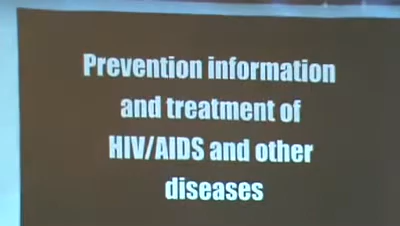 Prevention information
and treatment of
HIV/AIDS and other
diseases